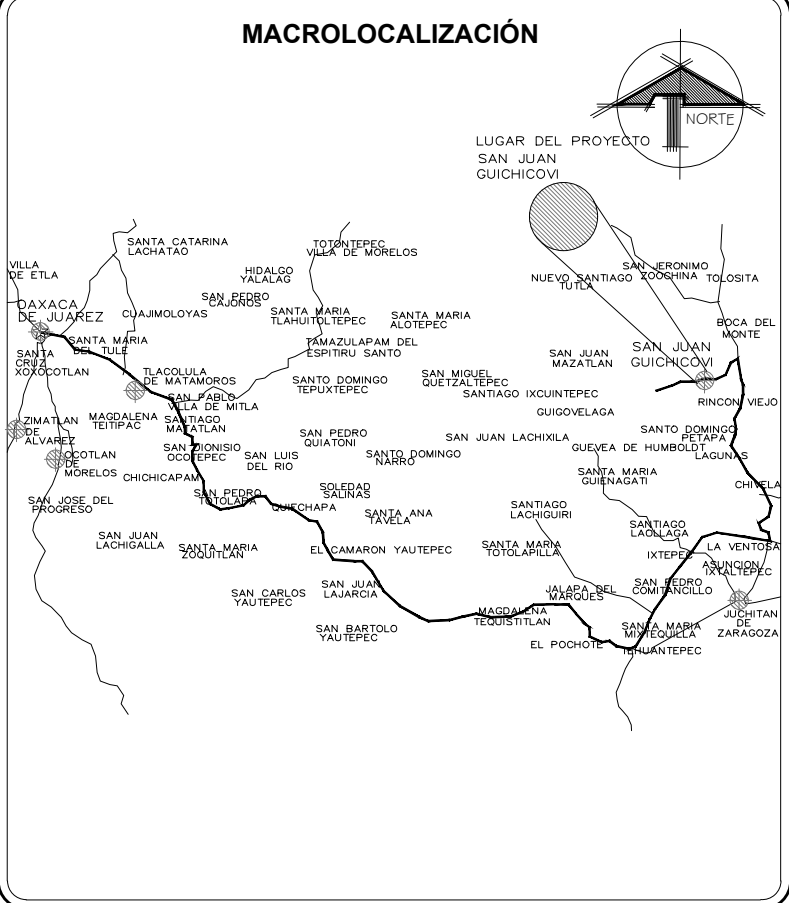 MACROLOCALIZACIÓN
NORTE
LUGAR DEL PROYECTO
SAN JUAN
GUICHICOVI
SANTA CATARINA
LACHATAO
TOTONTEPEC
VILLA DE MORELOS
VILLA
DE ETLA
HIDALGO
YALALAG
SAN JERONIMO
ZOOCHINA
NUEVO SANTIAGO
TUTLA
TOLOSITA
OAXACA
DE JUAREZ
CUAJIMOLOYAS
SAN PEDRO
CAJONOS
SANTA MARIA
TLAHUITOLTEPEC
SANTA MARIA
ALOTEPEC
BOCA DEL
MONTE
SANTA MARIA
DEL TULE
TAMAZULAPAM DEL
ESPITIRU SANTO
SAN JUAN
MAZATLAN
SAN JUAN
GUICHICOVI
SANTA
CRUZ
XOXOCOTLAN
TLACOLULA
DE MATAMOROS
SANTO DOMINGO
TEPUXTEPEC
SAN MIGUEL
QUETZALTEPEC
SANTIAGO IXCUINTEPEC
RINCON VIEJO
SAN PABLO
VILLA DE MITLA
GUIGOVELAGA
MAGDALENA
TEITIPAC
SANTIAGO
MATATLAN
ZIMATLAN
DE
ALVAREZ
SAN PEDRO
QUIATONI
SAN JUAN LACHIXILA
SANTO DOMINGO
PETAPA
SAN DIONISIO
OCOTEPEC
SAN LUIS
DEL RIO
SANTO DOMINGO
NARRO
GUEVEA DE HUMBOLDT
LAGUNAS
OCOTLAN
DE
MORELOS
CHICHICAPAM
SANTA MARIA
GUIENAGATI
CHIVELA
SAN JOSE DEL
PROGRESO
SAN PEDRO
TOTOLAPA
QUIECHAPA
SOLEDAD
SALINAS
SANTA ANA
TAVELA
SANTIAGO
LACHIGUIRI
SANTIAGO
LAOLLAGA
SAN JUAN
LACHIGALLA
SANTA MARIA
ZOQUITLAN
EL CAMARON YAUTEPEC
SANTA MARIA
TOTOLAPILLA
IXTEPEC
LA VENTOSA
ASUNCION
IXTALTEPEC
SAN CARLOS
YAUTEPEC
SAN JUAN
LAJARCIA
JALAPA DEL
MARQUES
SAN PEDRO
COMITANCILLO
MAGDALENA
TEQUISTITLAN
JUCHITAN
DE
ZARAGOZA
SAN BARTOLO
YAUTEPEC
SANTA MARIA
MIXTEQUILLA
EL POCHOTE
TEHUANTEPEC